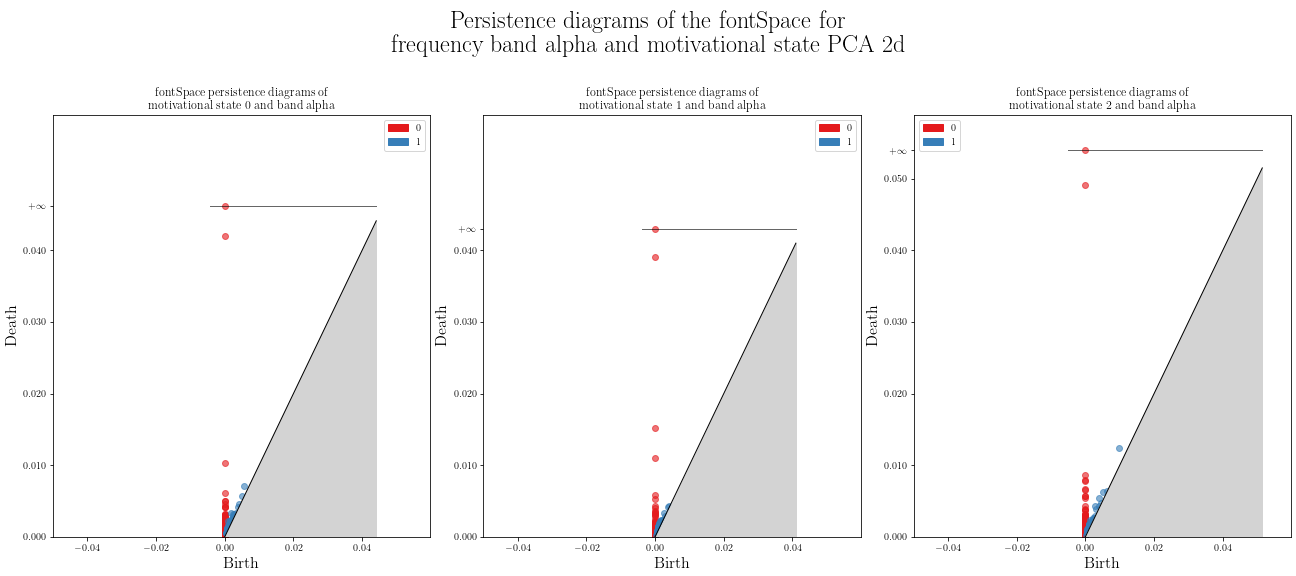 Persistence diagrams of the fontSpace for
frequency band alpha and motivational state PCA 2d
fontSpace persistence diagrams of
motivational state 0 and band alpha
0
1
+∞
0.040
0.030
0.020
0.010
0.000
Death
−0.04
−0.02
0.00
0.02
0.04
Birth
fontSpace persistence diagrams of
motivational state 1 and band alpha
0
1
+∞
0.040
0.030
0.020
0.010
0.000
Death
−0.04
−0.02
0.00
0.02
0.04
Birth
fontSpace persistence diagrams of
motivational state 2 and band alpha
0
1
+∞
0.050
0.040
0.030
0.020
0.010
0.000
Death
−0.04
−0.02
0.00
0.02
0.04
Birth